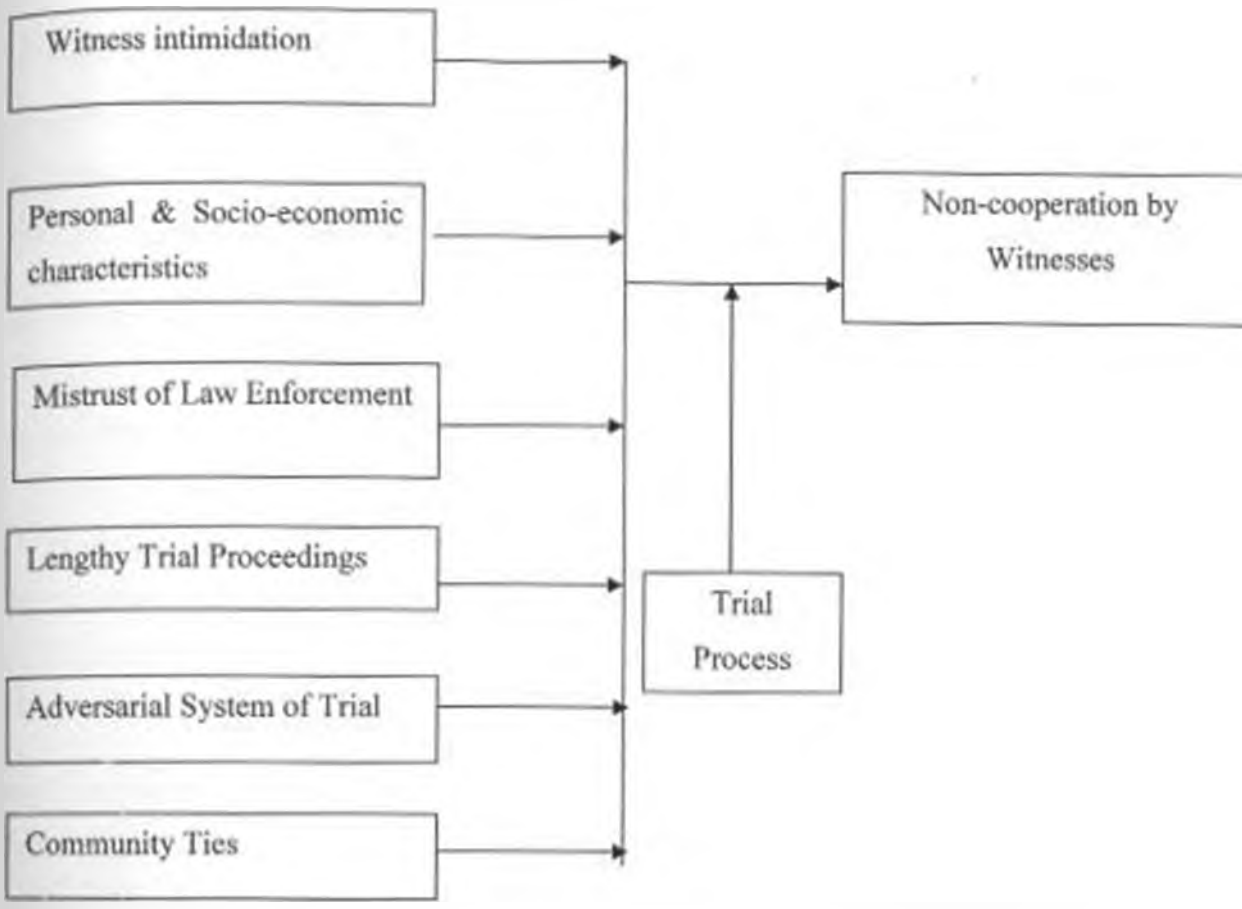 Witness intimidation
Personal & Socio-economic
characteristics
Mistrust of Law Enforcement
Lengthy Trial Proceedings
Adversarial System of Trial
Community Ties
Non-cooperation by
Witnesses
Trial
Process